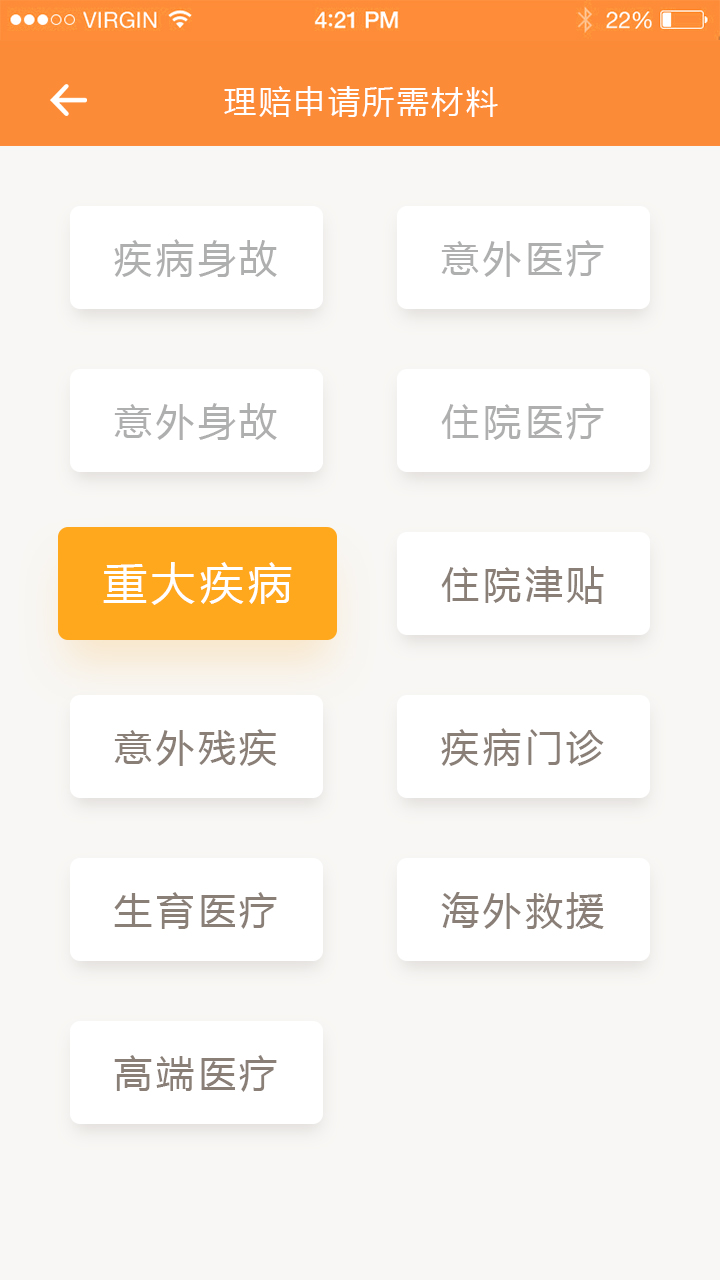 VIRGIN 4:21 PM 22%
理赔申请所需材料
疾病身故 意外医疗
意外身故 住院医疗
重大疾病 住院津贴
意外残疾 疾病门诊
生育医疗 海外救援
高端医疗